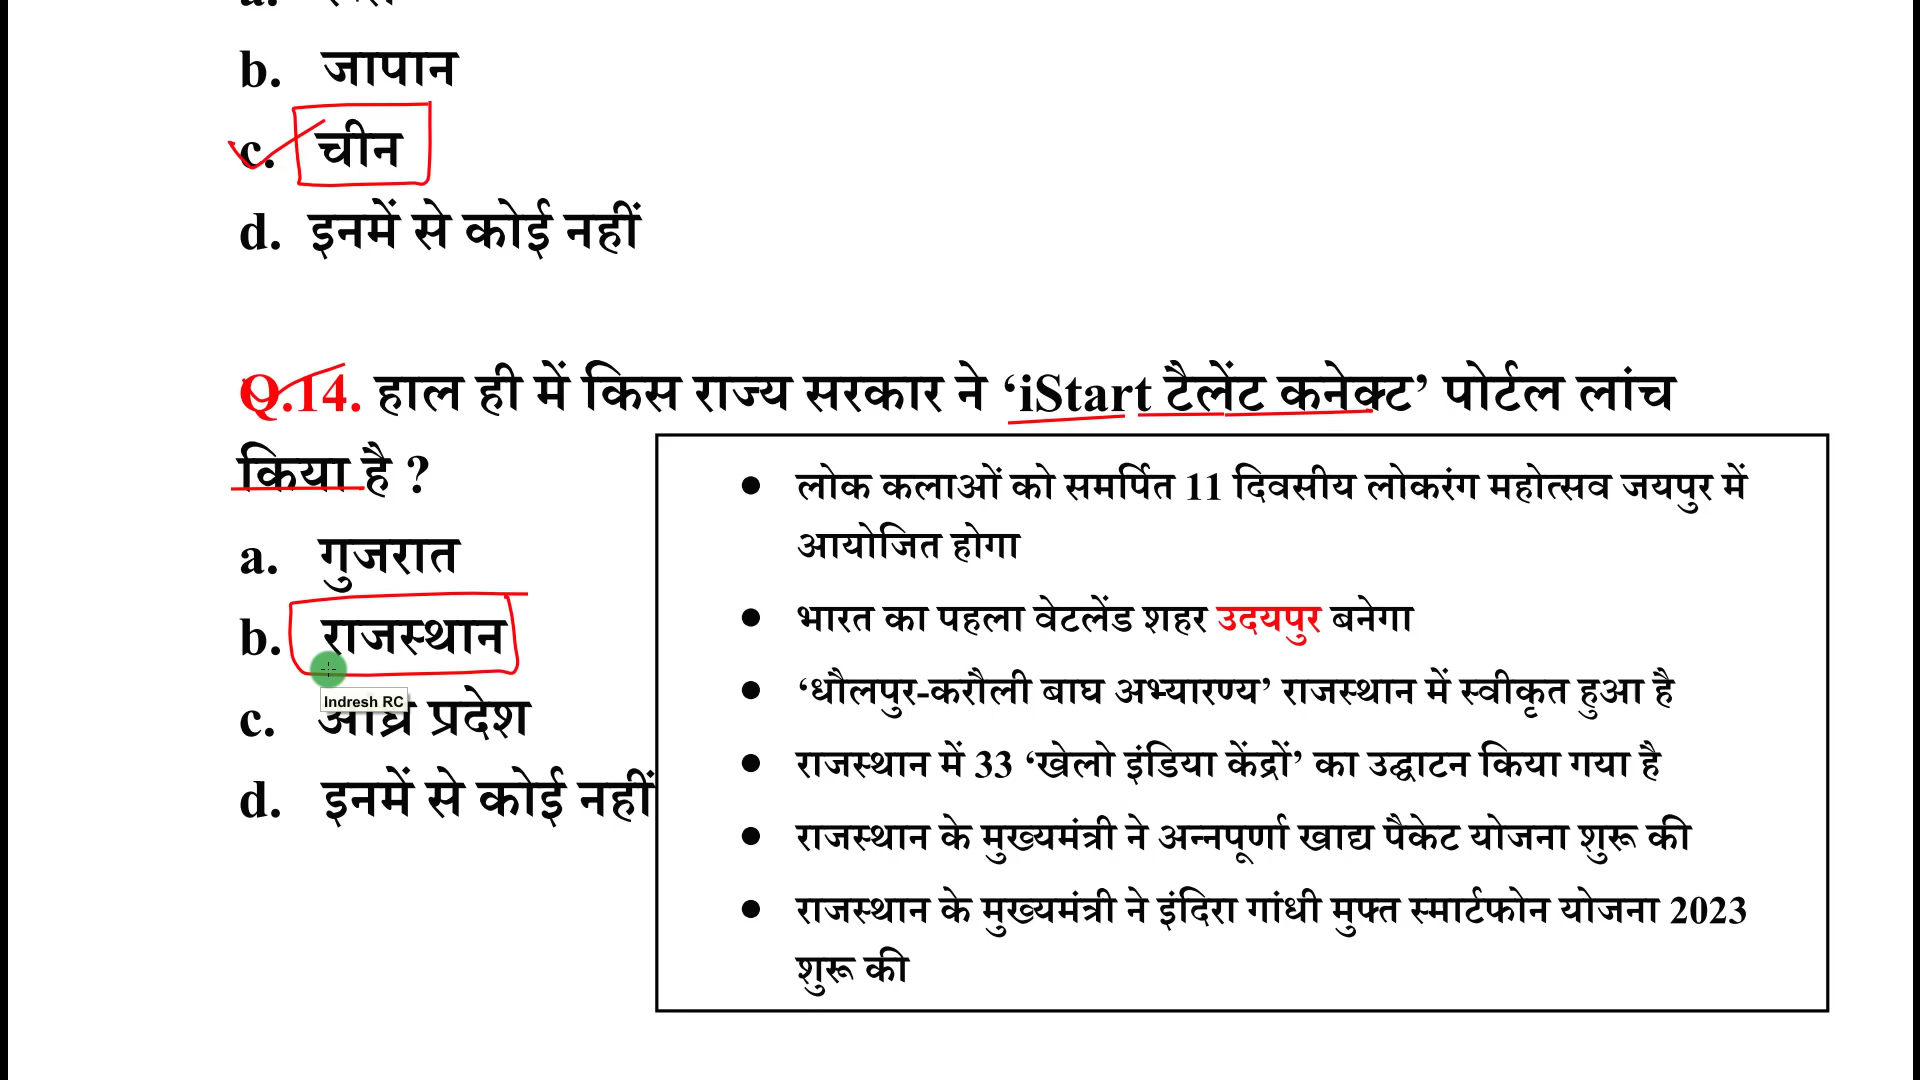 a.
b. जापान
c. चीन
d. इनमें से कोई नहीं
Q.14. हाल ही में किस राज्य सरकार ने ‘iStart टैलेंट कनेक्ट’ पोर्टल लांच
किया है ?
a. गुजरात
b. राजस्थान
Indresh RC
c. आंध्र प्रदेश
d. इनमें से कोई नहीं
● लोक कलाओं को समर्पित 11 दिवसीय लोकरंग महोत्सव जयपुर में
आयोजित होगा
● भारत का पहला वेटलेंड शहर उदयपुर बनेगा
● ‘धौलपुर-करौली बाघ अभ्यारण्य’ राजस्थान में स्वीकृत हुआ है
● राजस्थान में 33 ‘खेलो इंडिया केंद्रों’ का उद्घाटन किया गया है
● राजस्थान के मुख्यमंत्री ने अन्नपूर्णा खाद्य पैकेट योजना शुरू की
● राजस्थान के मुख्यमंत्री ने इंदिरा गांधी मुफ्त स्मार्टफोन योजना 2023
शुरू की